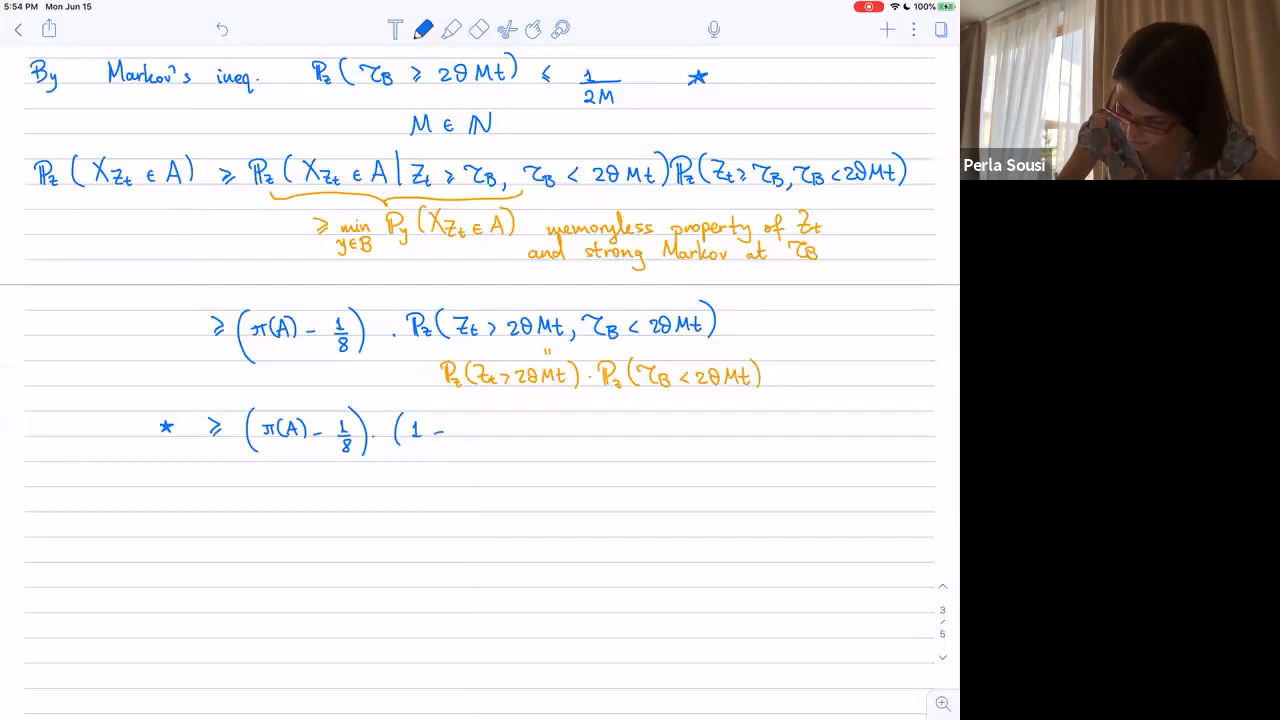 5:54 PM Mon Jun 15
100%
By Markov's ineq. ℙ_z( τ_B ≥ 2θMt ) ≤ 1/2M ★
M ∈ ℕ
ℙ_z( X_{Z_t} ∈ A ) ≥ ℙ_z( X_{Z_t} ∈ A | Z_t ≥ τ_B, τ_B < 2θMt ) ℙ_z( Z_t ≥ τ_B, τ_B < 2θMt )
≥ min_{y∈B} ℙ_y( X_{Z_t} ∈ A ) memoryless property of Z_t
and strong Markov at τ_B
≥ ( π(A) − 1/8 ) · ℙ_z( Z_t > 2θMt, τ_B < 2θMt )
=
ℙ_z( Z_t > 2θMt ) · ℙ_z( τ_B < 2θMt )
★ ≥ ( π(A) − 1/8 ) · ( 1 −
3
/
5
Perla Sousi